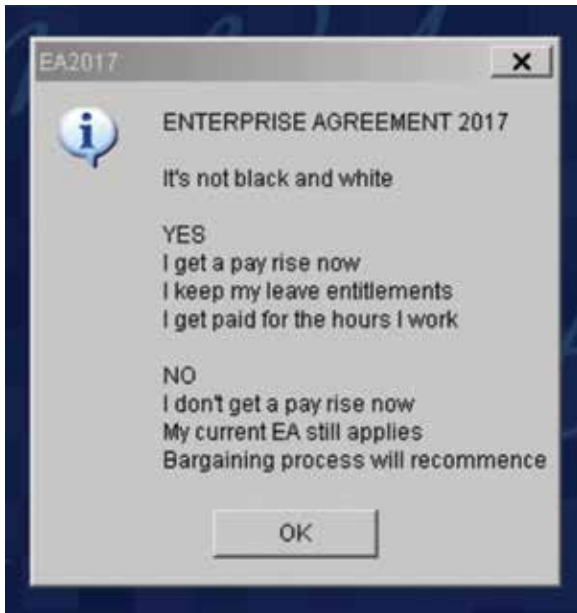 EA2017
ENTERPRISE AGREEMENT 2017
It's not black and white
YES
I get a pay rise now
I keep my leave entitlements
I get paid for the hours I work
NO
I don't get a pay rise now
My current EA still applies
Bargaining process will recommence
OK